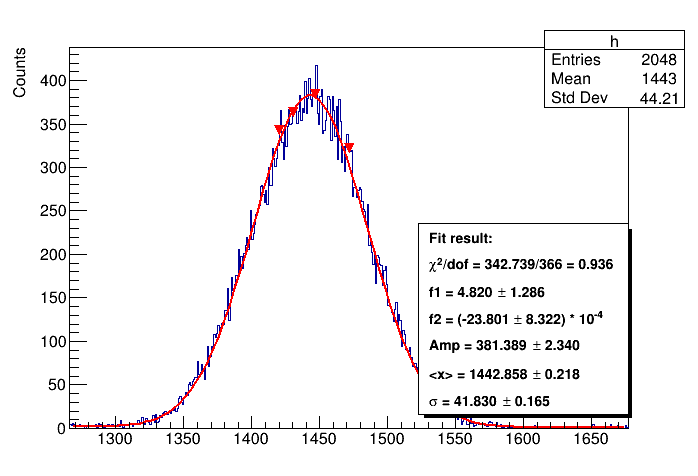 h
Entries 2048
Mean 1443
Std Dev 44.21
Counts
400
350
300
250
200
150
100
50
0
Fit result:
χ²/dof = 342.739/366 = 0.936
f1 = 4.820 ± 1.286
f2 = (-23.801 ± 8.322) * 10⁻⁴
Amp = 381.389 ± 2.340
<x> = 1442.858 ± 0.218
σ = 41.830 ± 0.165
1300 1350 1400 1450 1500 1550 1600 1650